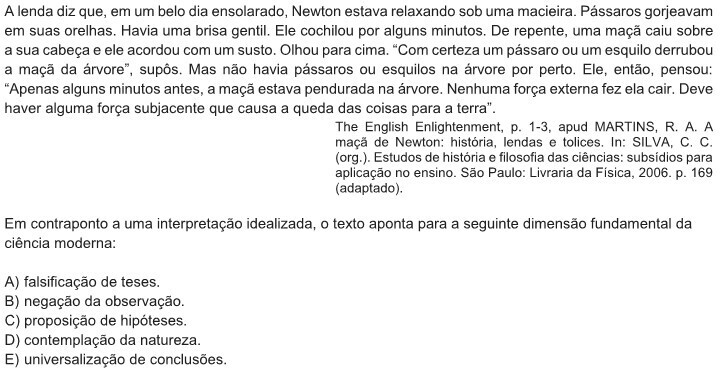 A lenda diz que, em um belo dia ensolarado, Newton estava relaxando sob uma macieira. Pássaros gorjeavam
em suas orelhas. Havia uma brisa gentil. Ele cochilou por alguns minutos. De repente, uma maçã caiu sobre
a sua cabeça e ele acordou com um susto. Olhou para cima. “Com certeza um pássaro ou um esquilo derrubou
a maçã da árvore”, supôs. Mas não havia pássaros ou esquilos na árvore por perto. Ele, então, pensou:
“Apenas alguns minutos antes, a maçã estava pendurada na árvore. Nenhuma força externa fez ela cair. Deve
haver alguma força subjacente que causa a queda das coisas para a terra”.
The English Enlightenment, p. 1-3, apud MARTINS, R. A. A
maçã de Newton: história, lendas e tolices. In: SILVA, C. C.
(org.). Estudos de história e filosofia das ciências: subsídios para
aplicação no ensino. São Paulo: Livraria da Física, 2006. p. 169
(adaptado).
Em contraponto a uma interpretação idealizada, o texto aponta para a seguinte dimensão fundamental da
ciência moderna:
A) falsificação de teses.
B) negação da observação.
C) proposição de hipóteses.
D) contemplação da natureza.
E) universalização de conclusões.